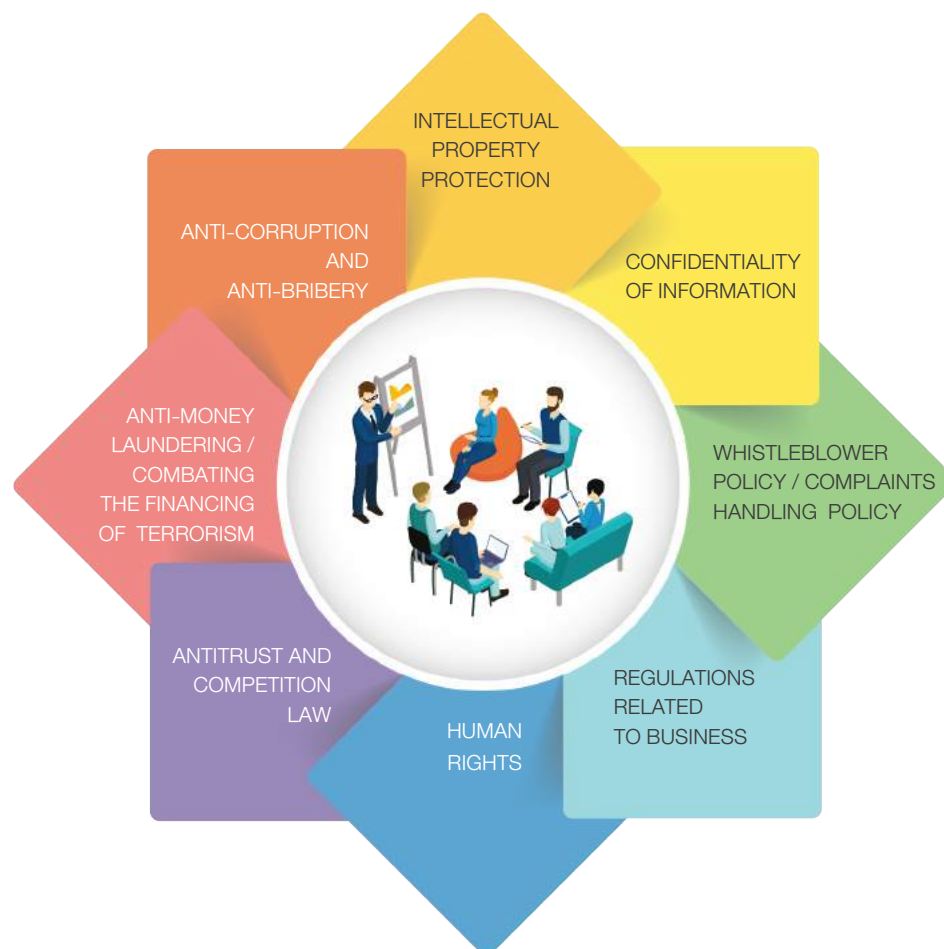 INTELLECTUAL
PROPERTY
PROTECTION
CONFIDENTIALITY
OF INFORMATION
WHISTLEBLOWER
POLICY / COMPLAINTS
HANDLING POLICY
REGULATIONS
RELATED
TO BUSINESS
HUMAN
RIGHTS
ANTITRUST AND
COMPETITION
LAW
ANTI-MONEY
LAUNDERING /
COMBATING
THE FINANCING
OF TERRORISM
ANTI-CORRUPTION
AND
ANTI-BRIBERY